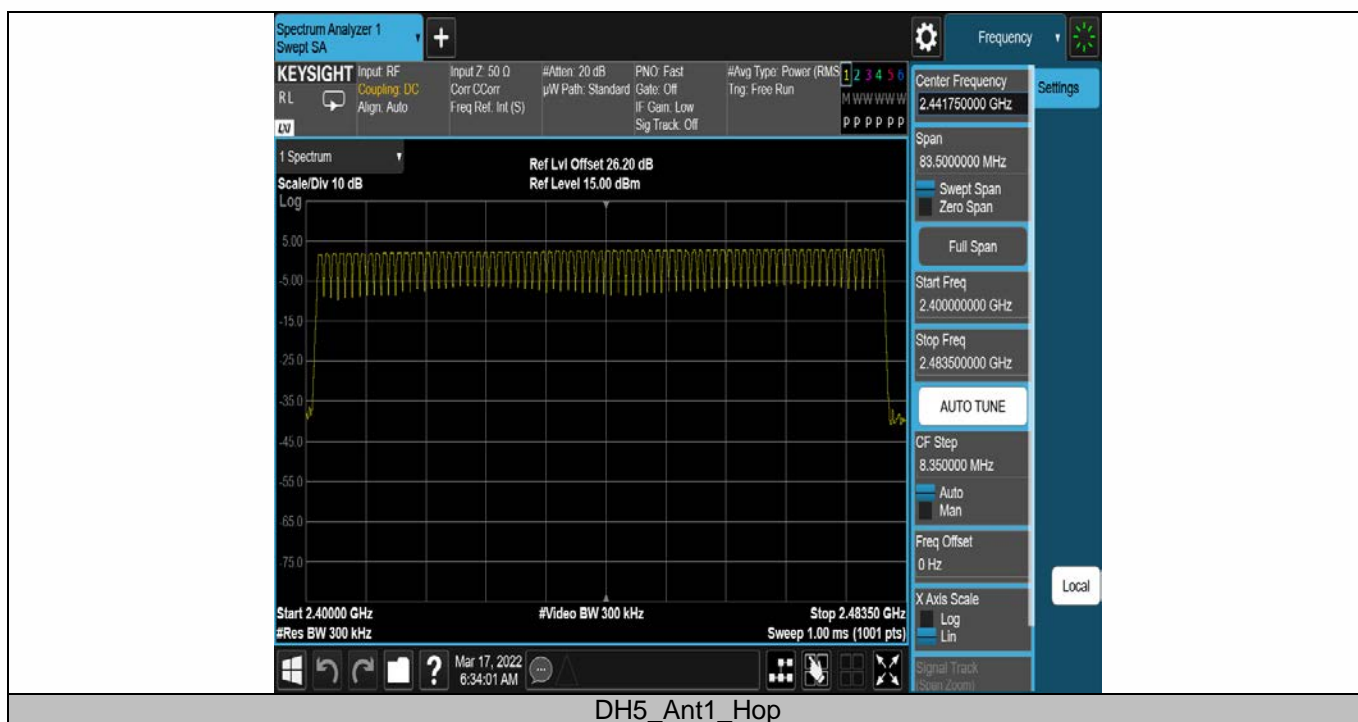 Spectrum Analyzer 1
Swept SA
+
Frequency
KEYSIGHT
RL
LXI
Input: RF
Coupling: DC
Align: Auto
Input Z: 50 Ω
Corr CCorr
Freq Ref: Int (S)
#Atten: 20 dB
µW Path: Standard
PNO: Fast
Gate: Off
IF Gain: Low
Sig Track: Off
#Avg Type: Power (RMS
Trig: Free Run
1 2 3 4 5 6
M W W W W W
P P P P P P
1 Spectrum
Scale/Div 10 dB
Log
Ref Lvl Offset 26.20 dB
Ref Level 15.00 dBm
5.00
-5.00
-15.0
-25.0
-35.0
-45.0
-55.0
-65.0
-75.0
Start 2.40000 GHz
#Res BW 300 kHz
#Video BW 300 kHz
Stop 2.48350 GHz
Sweep 1.00 ms (1001 pts)
Center Frequency
2.441750000 GHz
Settings
Span
83.5000000 MHz
Swept Span
Zero Span
Full Span
Start Freq
2.400000000 GHz
Stop Freq
2.483500000 GHz
AUTO TUNE
CF Step
8.350000 MHz
Auto
Man
Freq Offset
0 Hz
X Axis Scale
Log
Lin
Signal Track
(Span Zoom)
Local
?
Mar 17, 2022
6:34:01 AM
DH5_Ant1_Hop